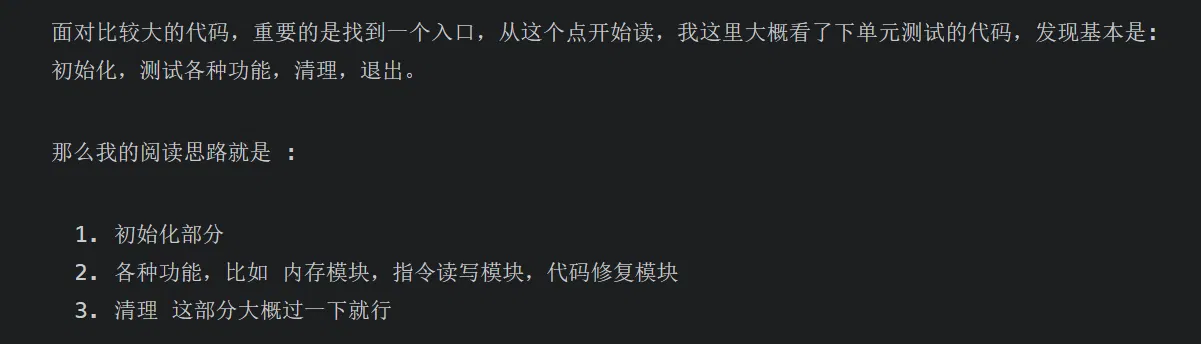 面对比较大的代码，重要的是找到一个入口，从这个点开始读，我这里大概看了下单元测试的代码，发现基本是:
初始化，测试各种功能，清理，退出。
那么我的阅读思路就是 :
1. 初始化部分
2. 各种功能，比如 内存模块，指令读写模块，代码修复模块
3. 清理 这部分大概过一下就行